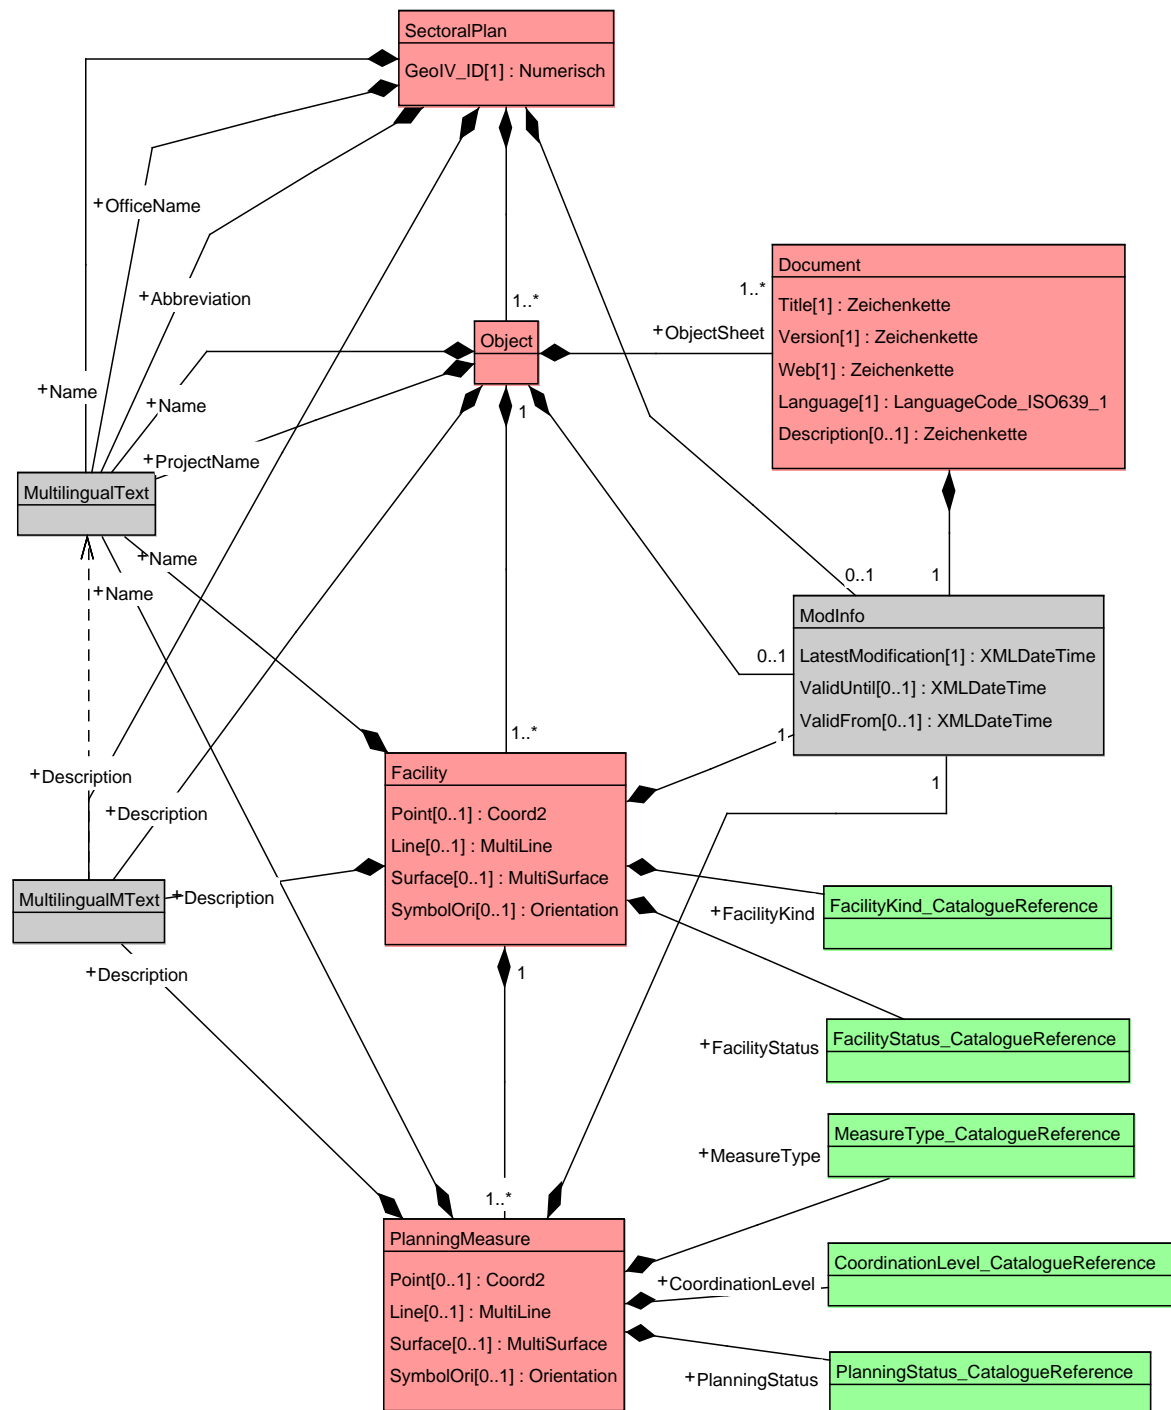 SectoralPlan
GeoIV_ID[1] : Numerisch
+OfficeName
+Abbreviation
+Name
+Name
+ProjectName
1..*
Object
1
1..*
+ObjectSheet
Document
Title[1] : Zeichenkette
Version[1] : Zeichenkette
Web[1] : Zeichenkette
Language[1] : LanguageCode_ISO639_1
Description[0..1] : Zeichenkette
MultilingualText
+Name
+Name
0..1
1
ModInfo
LatestModification[1] : XMLDateTime
ValidUntil[0..1] : XMLDateTime
ValidFrom[0..1] : XMLDateTime
0..1
1
1
1..*
Facility
Point[0..1] : Coord2
Line[0..1] : MultiLine
Surface[0..1] : MultiSurface
SymbolOri[0..1] : Orientation
+Description
+Description
MultilingualMText
+Description
+Description
+FacilityKind
FacilityKind_CatalogueReference
1
+FacilityStatus
FacilityStatus_CatalogueReference
+MeasureType
MeasureType_CatalogueReference
1..*
PlanningMeasure
Point[0..1] : Coord2
Line[0..1] : MultiLine
Surface[0..1] : MultiSurface
SymbolOri[0..1] : Orientation
+CoordinationLevel
CoordinationLevel_CatalogueReference
+PlanningStatus
PlanningStatus_CatalogueReference